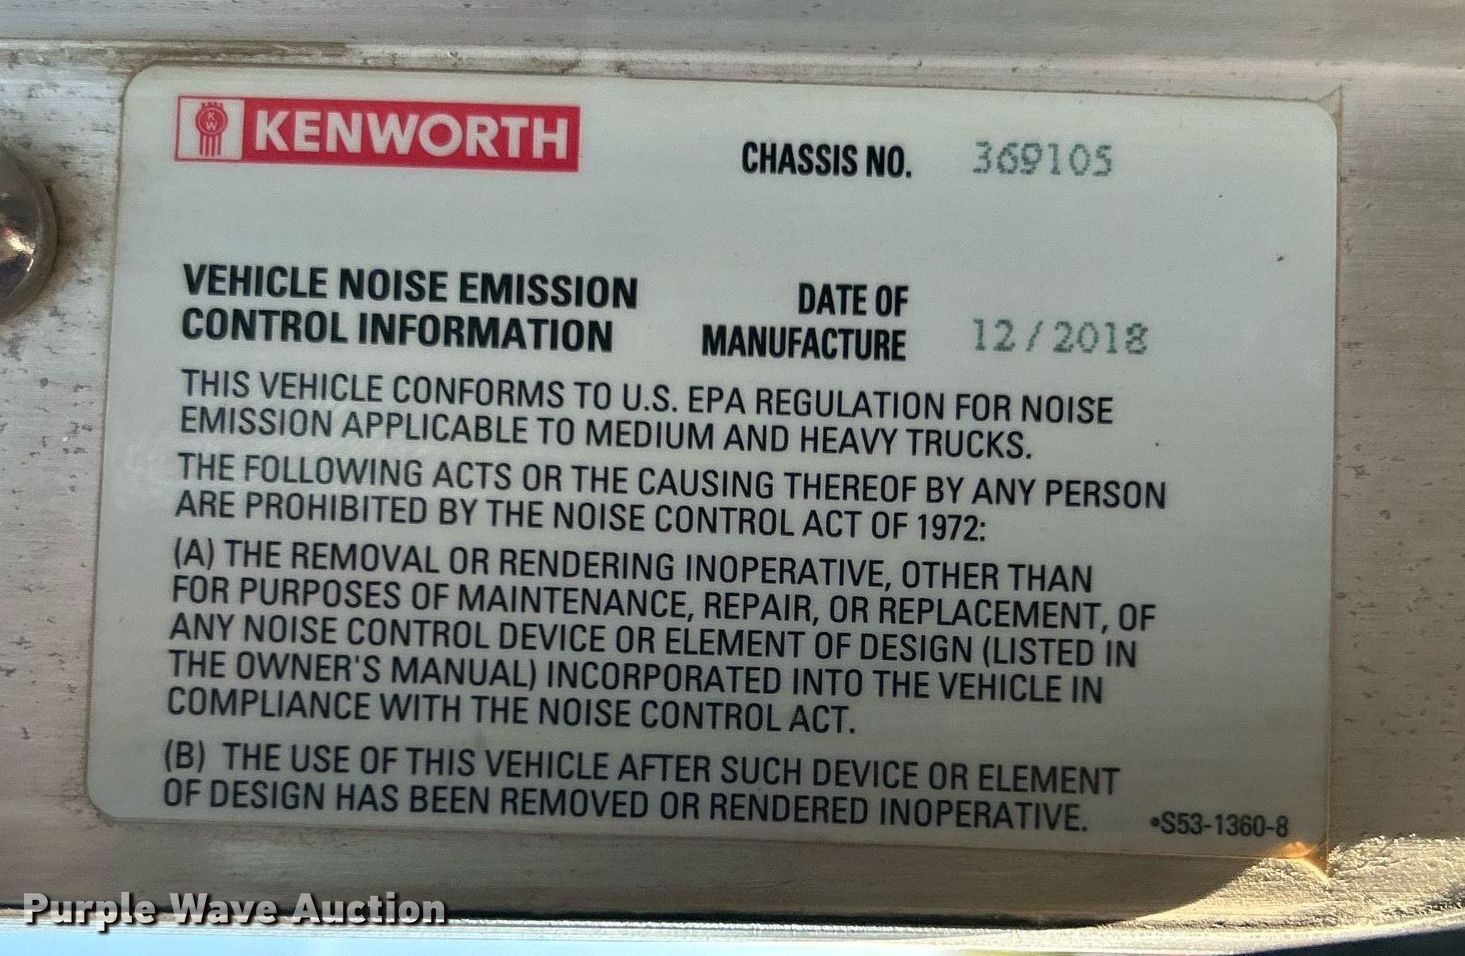 KW KENWORTH
CHASSIS NO. 369105
VEHICLE NOISE EMISSION
CONTROL INFORMATION
DATE OF
MANUFACTURE 12/2018
THIS VEHICLE CONFORMS TO U.S. EPA REGULATION FOR NOISE
EMISSION APPLICABLE TO MEDIUM AND HEAVY TRUCKS.
THE FOLLOWING ACTS OR THE CAUSING THEREOF BY ANY PERSON
ARE PROHIBITED BY THE NOISE CONTROL ACT OF 1972:
(A) THE REMOVAL OR RENDERING INOPERATIVE, OTHER THAN
FOR PURPOSES OF MAINTENANCE, REPAIR, OR REPLACEMENT, OF
ANY NOISE CONTROL DEVICE OR ELEMENT OF DESIGN (LISTED IN
THE OWNER'S MANUAL) INCORPORATED INTO THE VEHICLE IN
COMPLIANCE WITH THE NOISE CONTROL ACT.
(B) THE USE OF THIS VEHICLE AFTER SUCH DEVICE OR ELEMENT
OF DESIGN HAS BEEN REMOVED OR RENDERED INOPERATIVE.
•S53-1360-8
Purple Wave Auction